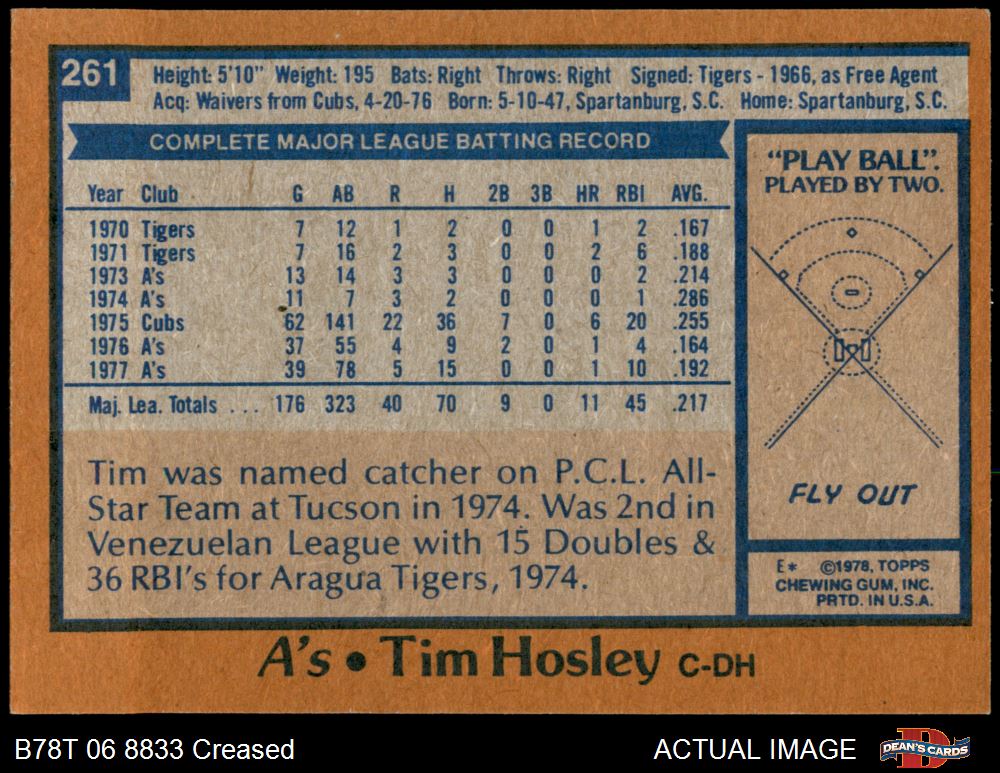 261
Height: 5'10" Weight: 195 Bats: Right Throws: Right Signed: Tigers - 1966, as Free Agent
Acq: Waivers from Cubs, 4-20-76 Born: 5-10-47, Spartanburg, S.C. Home: Spartanburg, S.C.
COMPLETE MAJOR LEAGUE BATTING RECORD
Year Club G AB R H 2B 3B HR RBI AVG.
1970 Tigers 7 12 1 2 0 0 1 2 .167
1971 Tigers 7 16 2 3 0 0 2 6 .188
1973 A's 13 14 3 3 0 0 0 2 .214
1974 A's 11 7 3 2 0 0 0 1 .286
1975 Cubs 62 141 22 36 7 0 6 20 .255
1976 A's 37 55 4 9 2 0 1 4 .164
1977 A's 39 78 5 15 0 0 1 10 .192
Maj. Lea. Totals . . . 176 323 40 70 9 0 11 45 .217
Tim was named catcher on P.C.L. All-
Star Team at Tucson in 1974. Was 2nd in
Venezuelan League with 15 Doubles &
36 RBI's for Aragua Tigers, 1974.
"PLAY BALL".
PLAYED BY TWO.
FLY OUT
E* ©1978, TOPPS
CHEWING GUM, INC.
PRTD. IN U.S.A.
A's • Tim Hosley C-DH
B78T 06 8833 Creased
ACTUAL IMAGE
D
DEAN'S CARDS